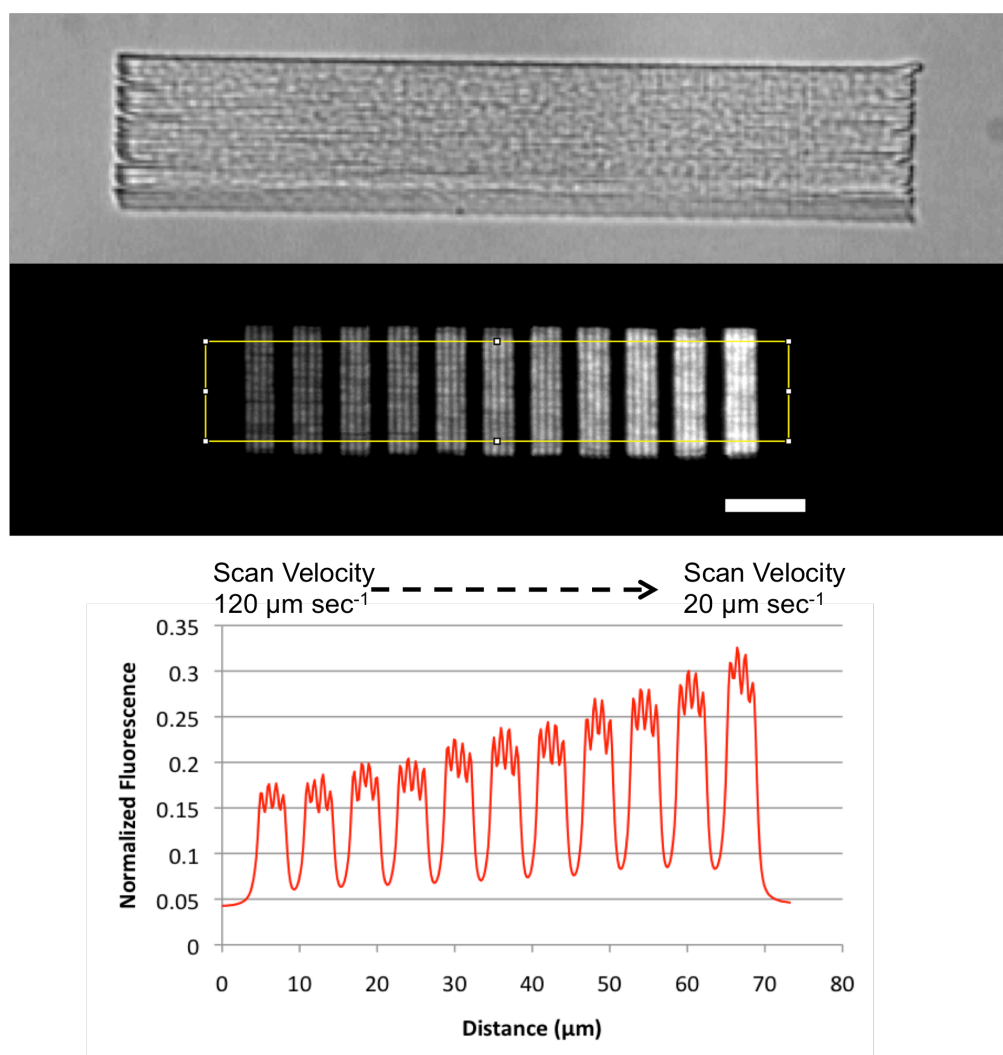 Scan Velocity
120 µm sec⁻¹
Scan Velocity
20 µm sec⁻¹
0.35
0.3
0.25
0.2
0.15
0.1
0.05
0
Normalized Fluorescence
0 10 20 30 40 50 60 70 80
Distance (µm)